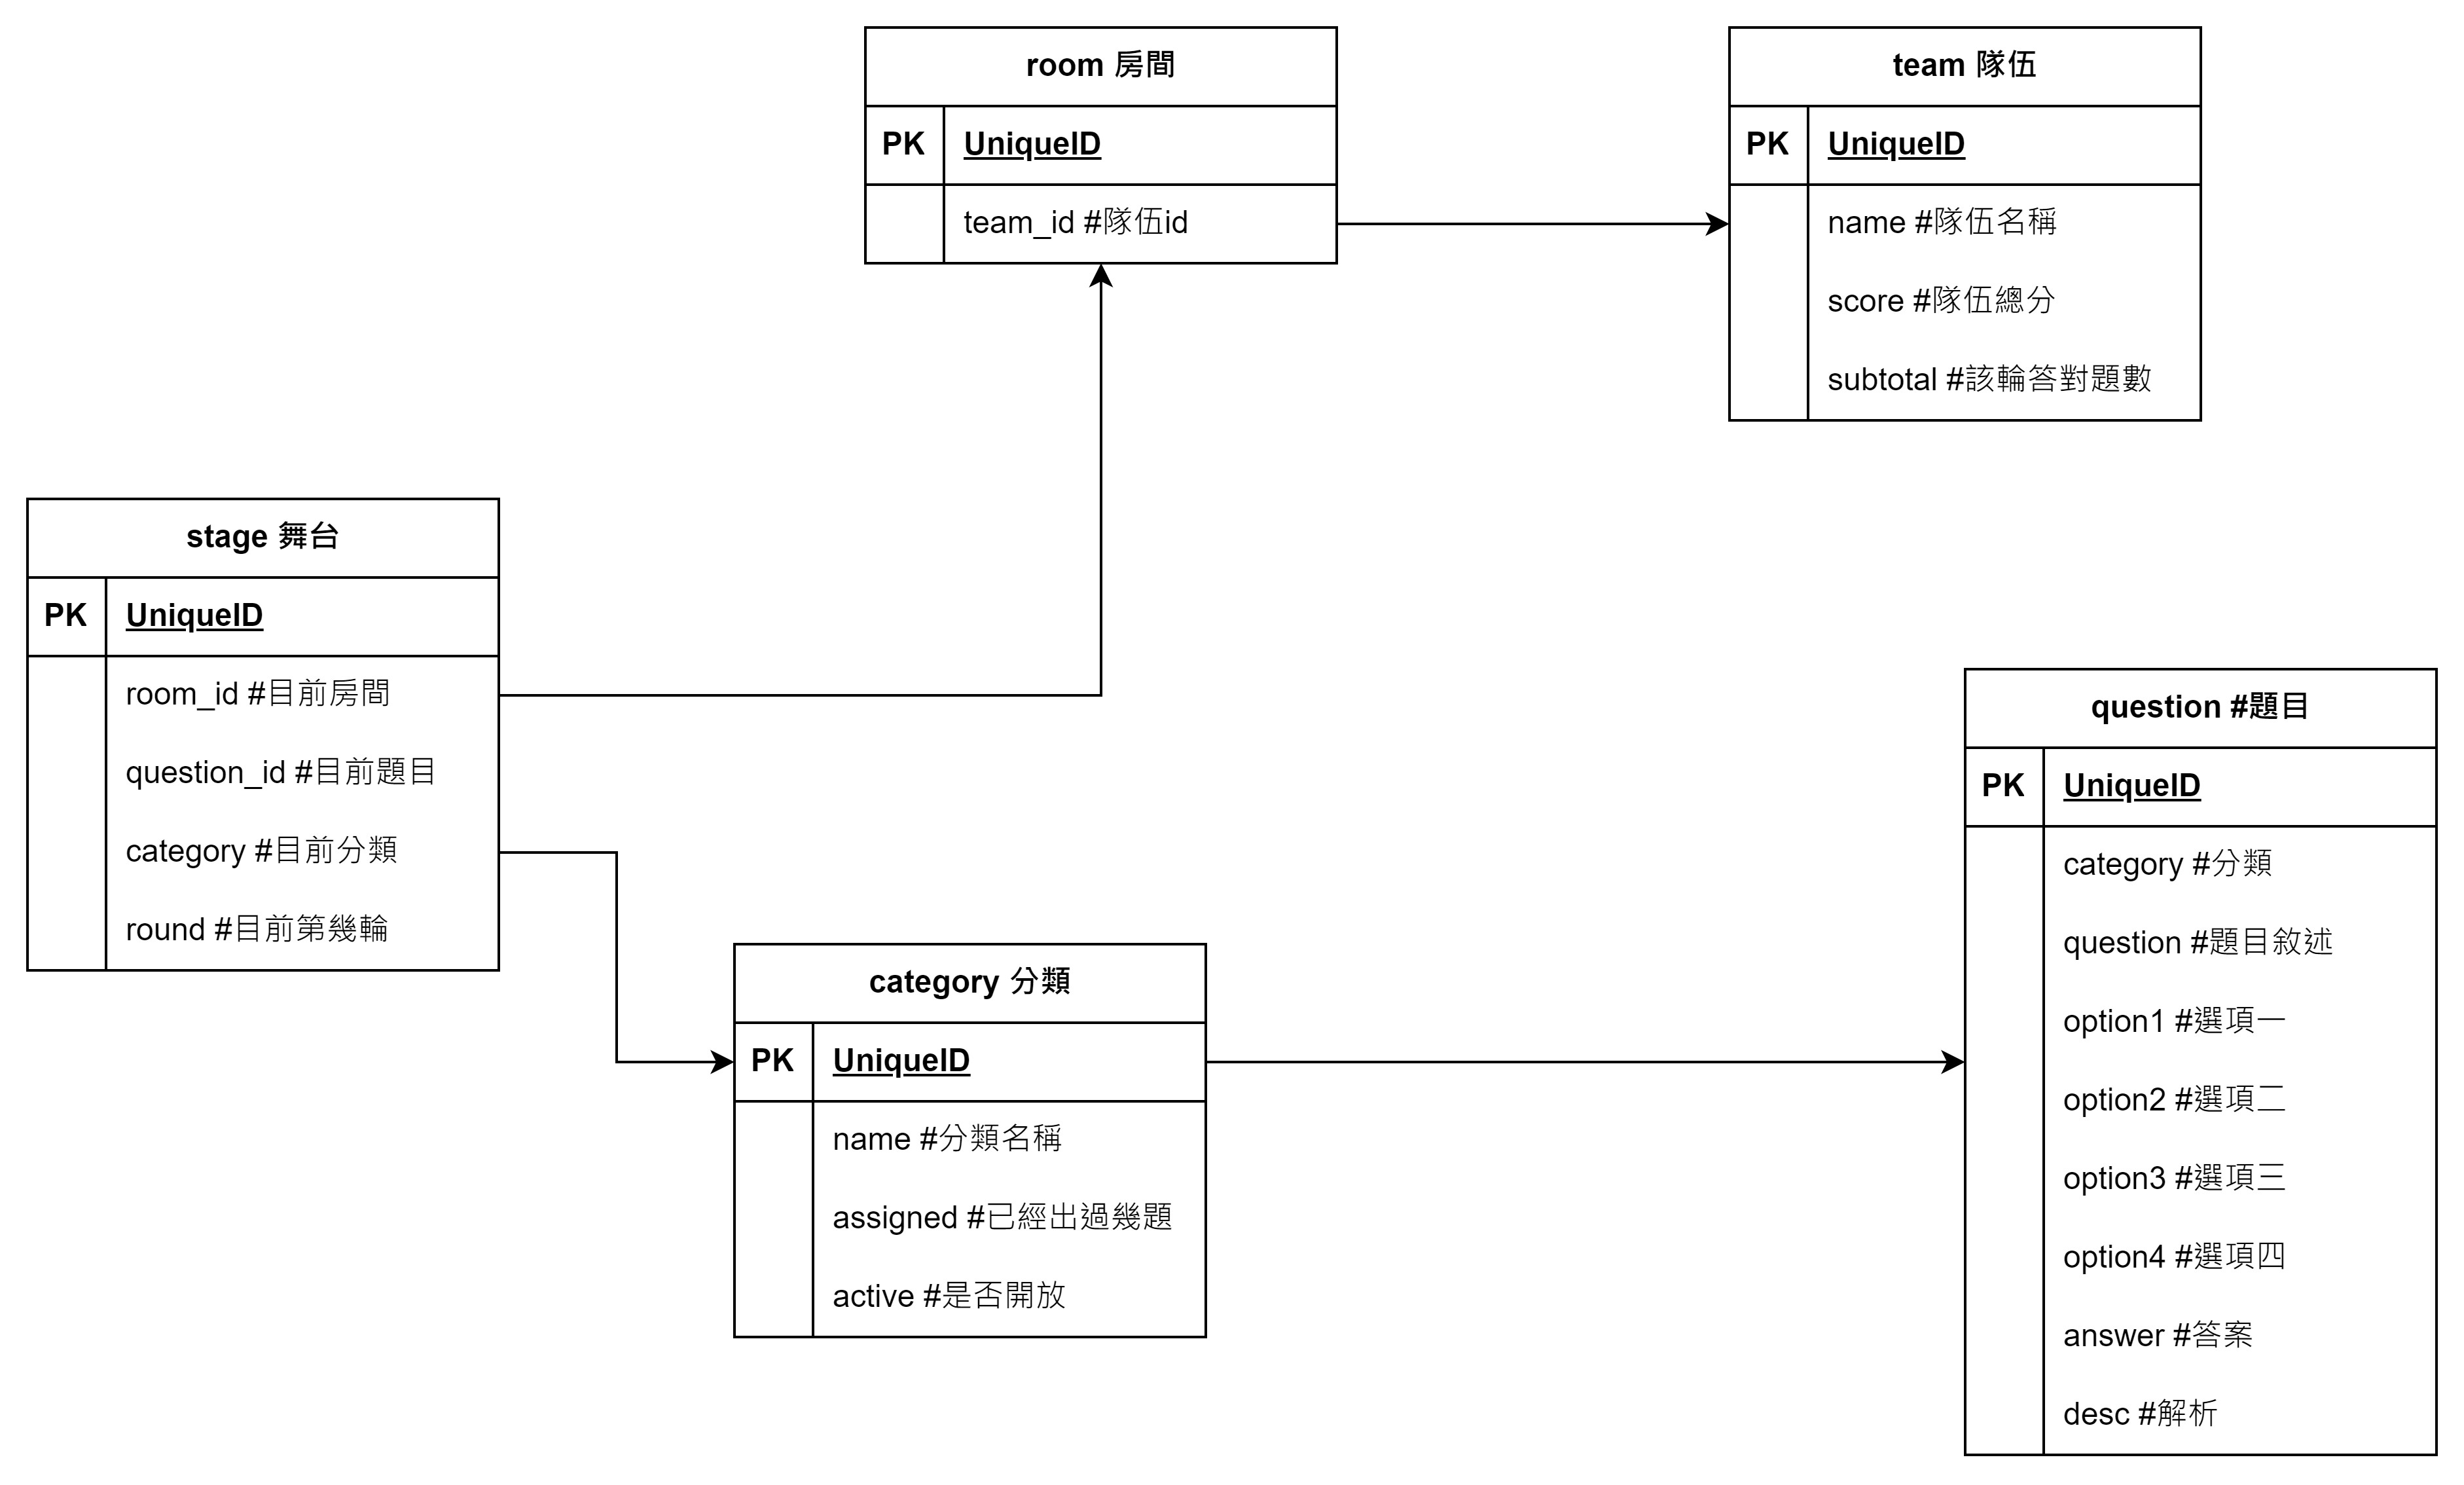 room 房間
PK UniqueID
team_id #隊伍id
team 隊伍
PK UniqueID
name #隊伍名稱
score #隊伍總分
subtotal #該輪答對題數
stage 舞台
PK UniqueID
room_id #目前房間
question_id #目前題目
category #目前分類
round #目前第幾輪
category 分類
PK UniqueID
name #分類名稱
assigned #已經出過幾題
active #是否開放
question #題目
PK UniqueID
category #分類
question #題目敘述
option1 #選項一
option2 #選項二
option3 #選項三
option4 #選項四
answer #答案
desc #解析